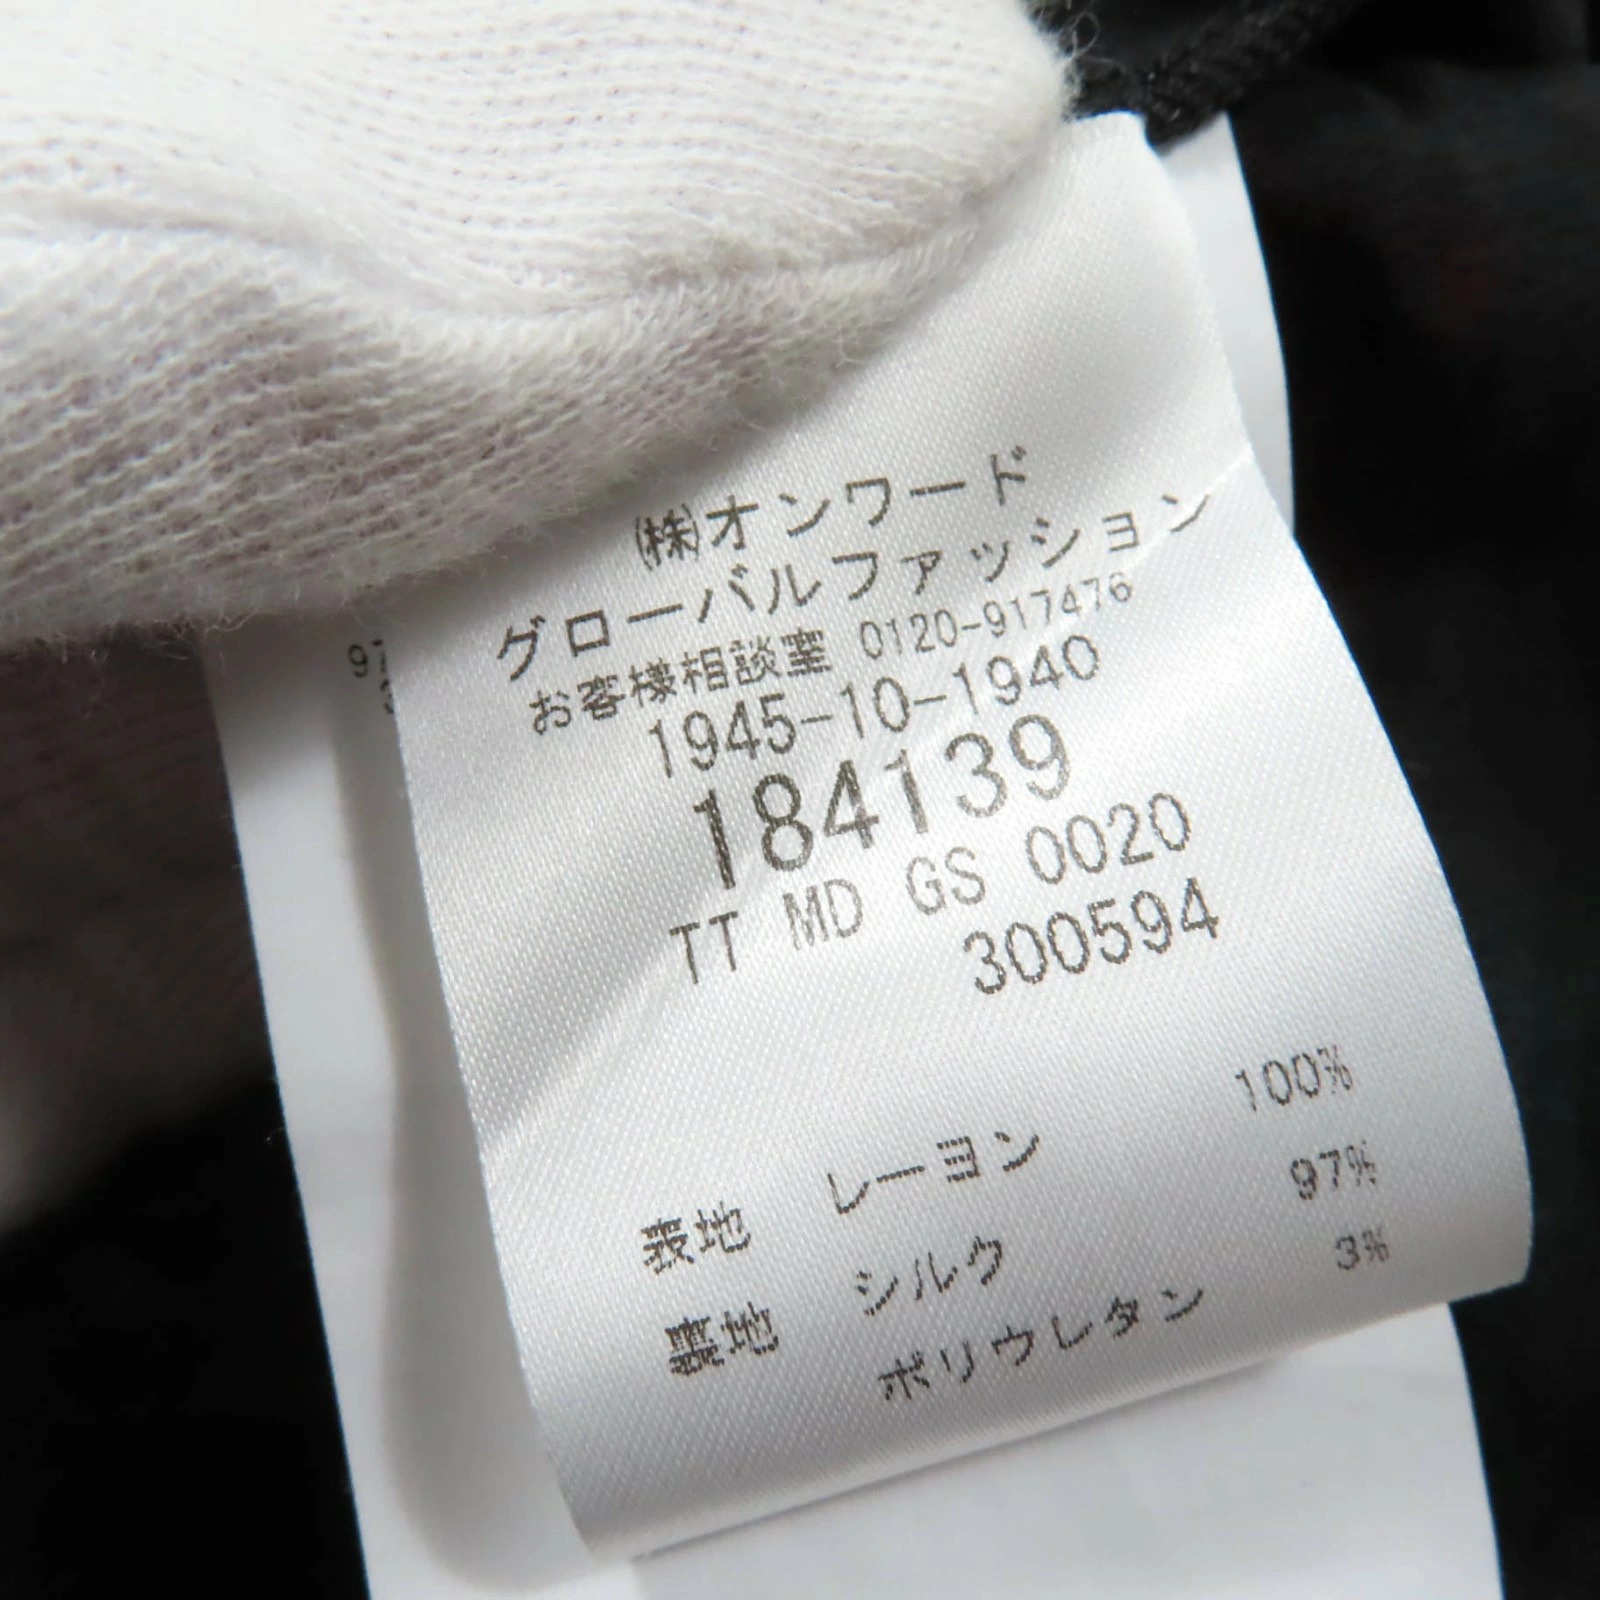 ㈱オンワード
グローバルファッション
お客様相談室 0120-917476
1945-10-1940
184139
TT MD GS 0020
300594
表地 レーヨン 100%
裏地 シルク 97%
ポリウレタン 3%